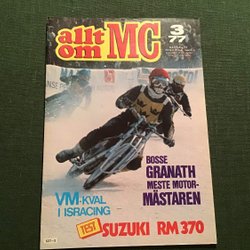 allt
om MC
3
77
BOSSE
GRANATH
MESTE MOTOR-
MÄSTAREN
VM-KVAL
I ISRACING
TEST
SUZUKI RM 370